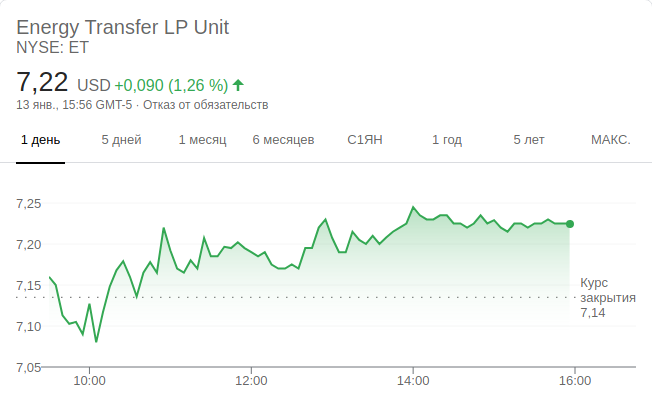 Energy Transfer LP Unit
NYSE: ET
7,22 USD +0,090 (1,26 %)
13 янв., 15:56 GMT-5 · Отказ от обязательств
1 день 5 дней 1 месяц 6 месяцев С1ЯН 1 год 5 лет МАКС.
7,25
7,20
7,15
7,10
7,05
Курс
закрытия
7,14
10:00 12:00 14:00 16:00